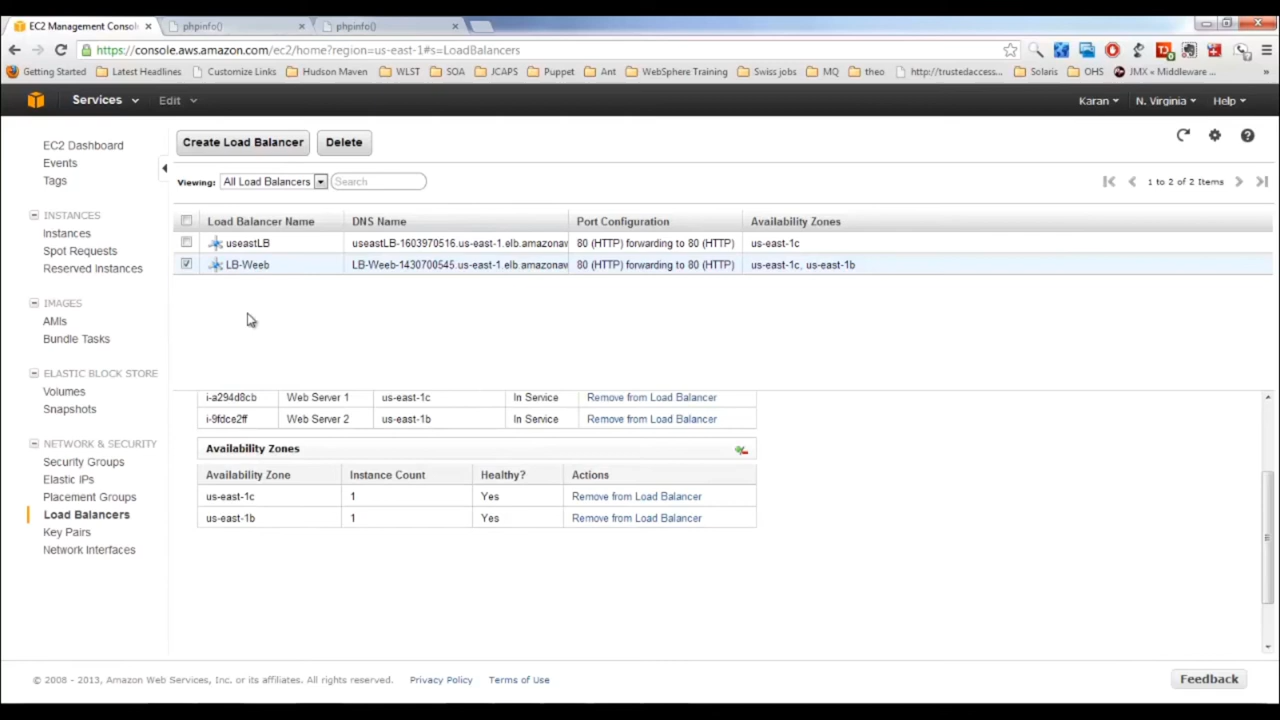 EC2 Management Consol
phpinfo()
phpinfo()
https://console.aws.amazon.com/ec2/home?region=us-east-1#s=LoadBalancers
Getting Started Latest Headlines Customize Links Hudson Maven WLST SOA JCAPS Puppet Ant WebSphere Training Swiss jobs MQ theo http://trustedaccess... Solaris OHS JMX « Middleware ... »
Services Edit Karan N. Virginia Help
EC2 Dashboard
Events
Tags
INSTANCES
Instances
Spot Requests
Reserved Instances
IMAGES
AMIs
Bundle Tasks
ELASTIC BLOCK STORE
Volumes
Snapshots
NETWORK & SECURITY
Security Groups
Elastic IPs
Placement Groups
Load Balancers
Key Pairs
Network Interfaces
Create Load Balancer Delete
Viewing: All Load Balancers Search 1 to 2 of 2 Items
Load Balancer Name DNS Name Port Configuration Availability Zones
useastLB useastLB-1603970516.us-east-1.elb.amazonaw 80 (HTTP) forwarding to 80 (HTTP) us-east-1c
LB-Weeb LB-Weeb-1430700545.us-east-1.elb.amazonaw 80 (HTTP) forwarding to 80 (HTTP) us-east-1c, us-east-1b
i-a294d8cb Web Server 1 us-east-1c In Service Remove from Load Balancer
i-9fdce2ff Web Server 2 us-east-1b In Service Remove from Load Balancer
Availability Zones
Availability Zone Instance Count Healthy? Actions
us-east-1c 1 Yes Remove from Load Balancer
us-east-1b 1 Yes Remove from Load Balancer
© 2008 - 2013, Amazon Web Services, Inc. or its affiliates. All rights reserved. Privacy Policy Terms of Use Feedback